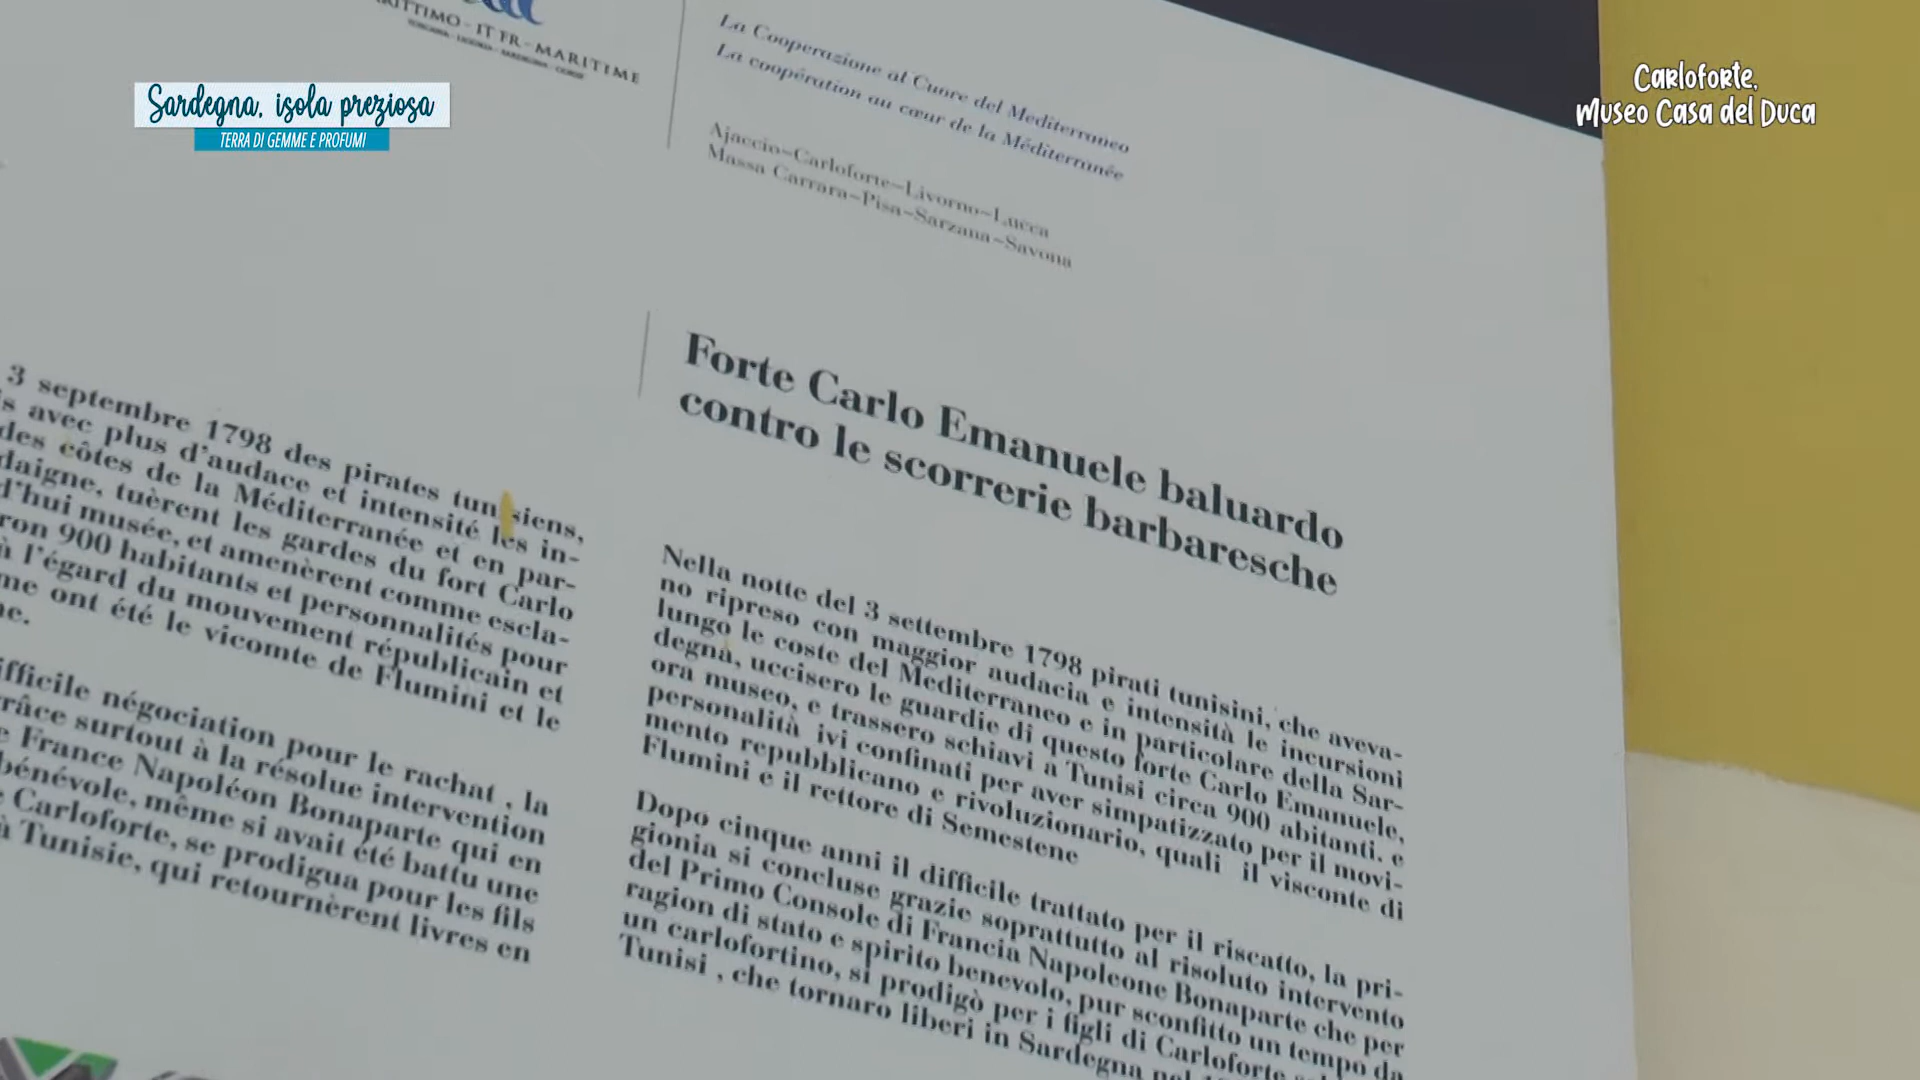 ITTIMO - IT FR - MARITIME
TOSCANA - LIGURIA - SARDEGNA - CORSE
La Cooperazione al Cuore del Mediterraneo
La coopération au cœur de la Méditerranée
Ajaccio–Carloforte–Livorno–Lucca
Massa Carrara–Pisa–Sarzana–Savona
Sardegna, isola preziosa
TERRA DI GEMME E PROFUMI
Carloforte,
Museo Casa del Duca
3 septembre 1798 des pirates tun siens,
s avec plus d'audace et intensité les in-
des côtes de la Méditerranée et en par-
daigne, tuèrent les gardes du fort Carlo
d'hui musée, et amenèrent comme escla-
ron 900 habitants et personnalités pour
à l'égard du mouvement républicain et
me ont été le vicomte de Flumini et le
ne.
ifficile négociation pour le rachat , la
râce surtout à la résolue intervention
e France Napoléon Bonaparte qui en
bénévole, même si avait été battu une
e Carloforte, se prodigua pour les fils
à Tunisie, qui retournèrent livres en
Forte Carlo Emanuele baluardo
contro le scorrerie barbaresche
Nella notte del 3 settembre 1798 pirati tunisini, che aveva-
no ripreso con maggior audacia e intensità le incursioni
lungo le coste del Mediterraneo e in particolare della Sar-
degna, uccisero le guardie di questo forte Carlo Emanuele,
ora museo, e trassero schiavi a Tunisi circa 900 abitanti, e
personalità ivi confinati per aver simpatizzato per il movi-
mento repubblicano e rivoluzionario, quali il visconte di
Flumini e il rettore di Semestene
Dopo cinque anni il difficile trattato per il riscatto, la pri-
gionia si concluse grazie soprattutto al risoluto intervento
del Primo Console di Francia Napoleone Bonaparte che per
ragion di stato e spirito benevolo, pur sconfitto un tempo da
un carlofortino, si prodigò per i figli di Carloforte
Tunisi , che tornaro liberi in Sardegna nel